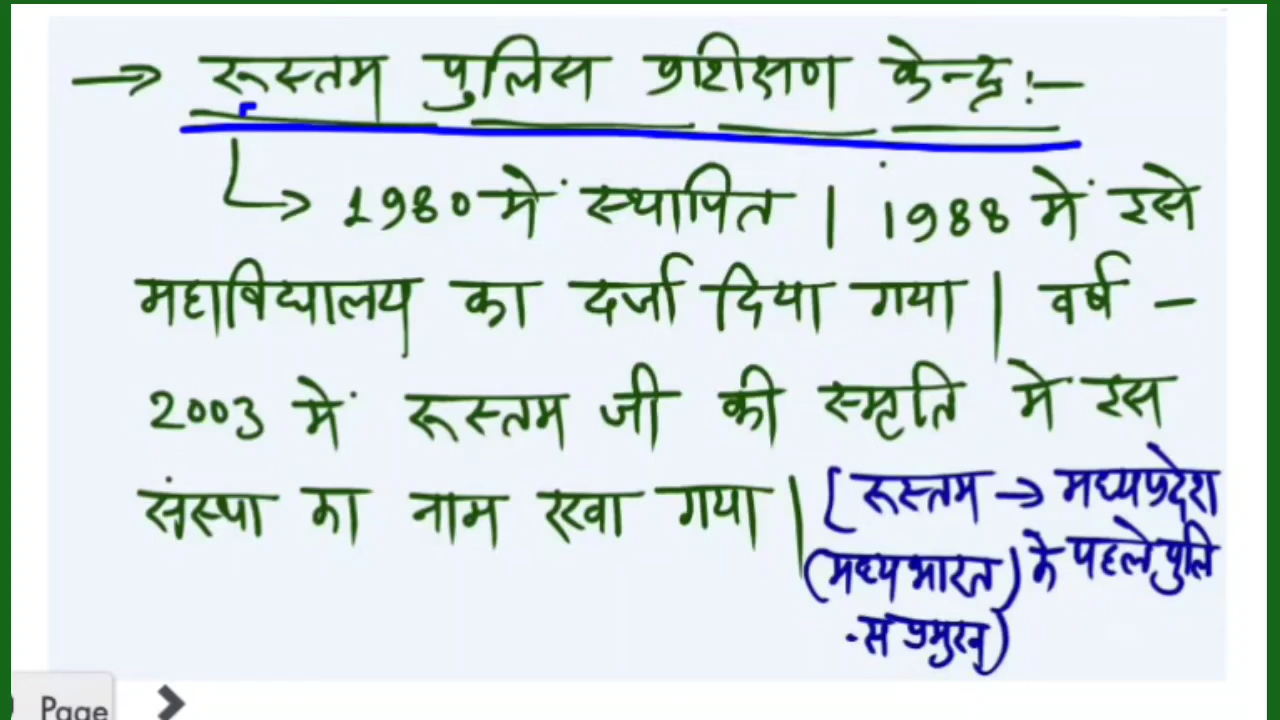 → रूस्तम पुलिस प्रशिक्षण केन्द्र :-
↳ 1980 में स्थापित | 1988 में इसे
महाविद्यालय का दर्जा दिया गया | वर्ष -
2003 में रूस्तम जी की स्मृति में इस
संस्था का नाम रखा गया |
[रूस्तम → मध्यप्रदेश
(मध्य भारत) के पहले पुलि
-स प्रमुख)
Page